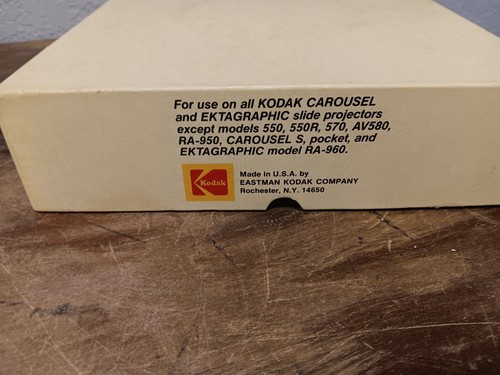 For use on all KODAK CAROUSEL
and EKTAGRAPHIC slide projectors
except models 550, 550R, 570, AV580,
RA-950, CAROUSEL S, pocket, and
EKTAGRAPHIC model RA-960.
Kodak
Made in U.S.A. by
EASTMAN KODAK COMPANY
Rochester, N.Y. 14650